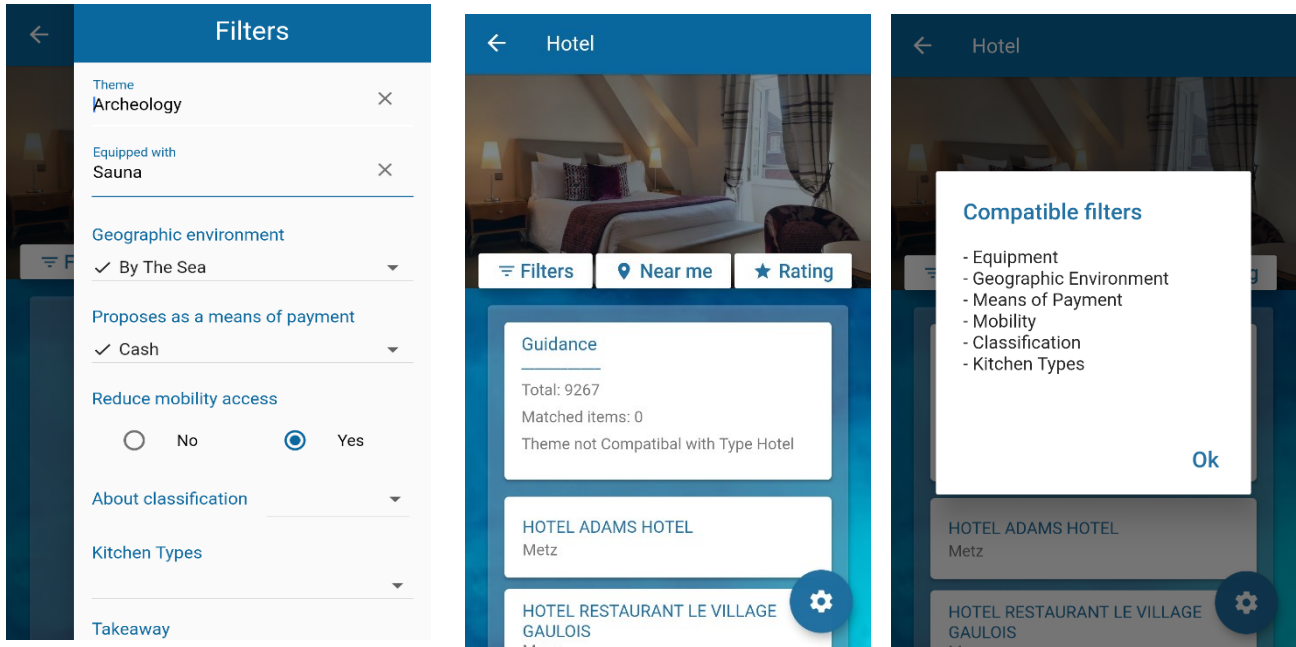 Filters
Theme
Archeology
Equipped with
Sauna
Geographic environment
By The Sea
Proposes as a means of payment
Cash
Reduce mobility access
No
Yes
About classification
Kitchen Types
Takeaway
Hotel
Filters
Near me
Rating
Guidance
Total: 9267
Matched items: 0
Theme not Compatibal with Type Hotel
HOTEL ADAMS HOTEL
Metz
HOTEL RESTAURANT LE VILLAGE
GAULOIS
Hotel
Compatible filters
- Equipment
- Geographic Environment
- Means of Payment
- Mobility
- Classification
- Kitchen Types
Ok
HOTEL ADAMS HOTEL
Metz
HOTEL RESTAURANT LE VILLAGE
GAULOIS